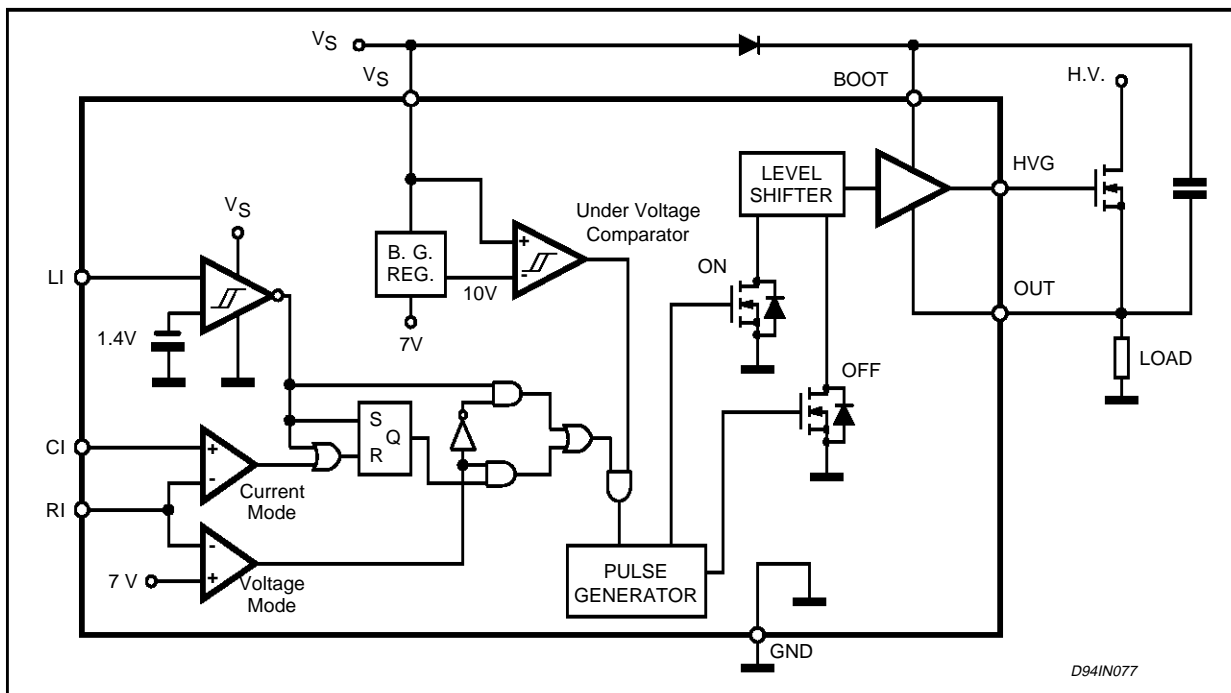 VS
VS
BOOT
H.V.
HVG
LEVEL
SHIFTER
VS
Under Voltage
Comparator
B. G.
REG.
+
-
10V
ON
LI
OUT
1.4V
7V
LOAD
OFF
S
Q
R
CI
+
-
Current
Mode
RI
-
+
7 V
Voltage
Mode
PULSE
GENERATOR
GND
D94IN077